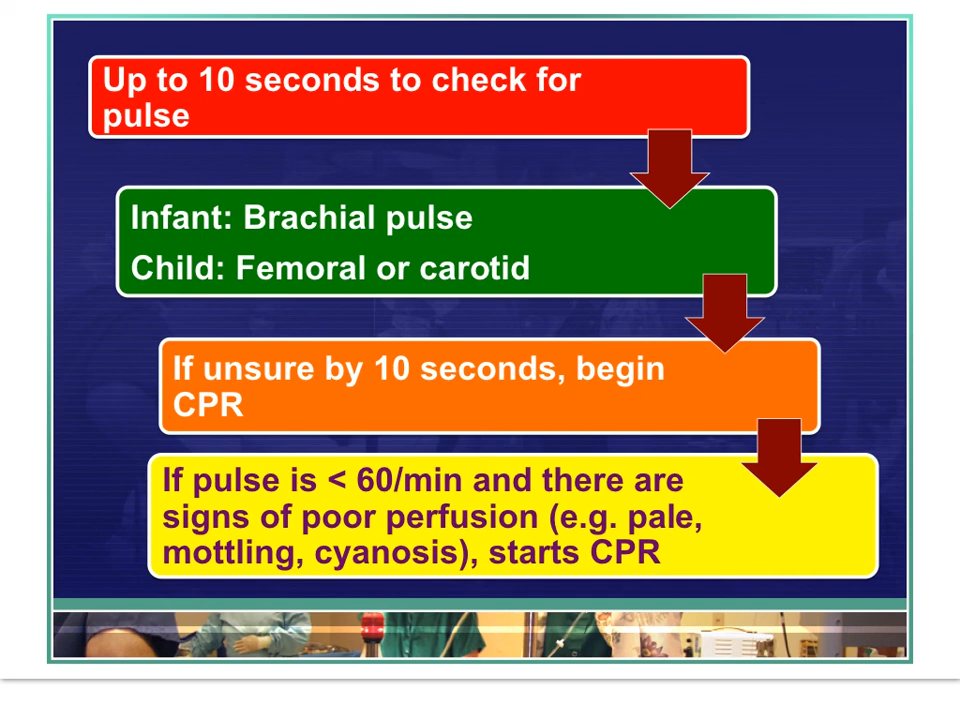 Up to 10 seconds to check for
pulse
Infant: Brachial pulse
Child: Femoral or carotid
If unsure by 10 seconds, begin
CPR
If pulse is < 60/min and there are
signs of poor perfusion (e.g. pale,
mottling, cyanosis), starts CPR